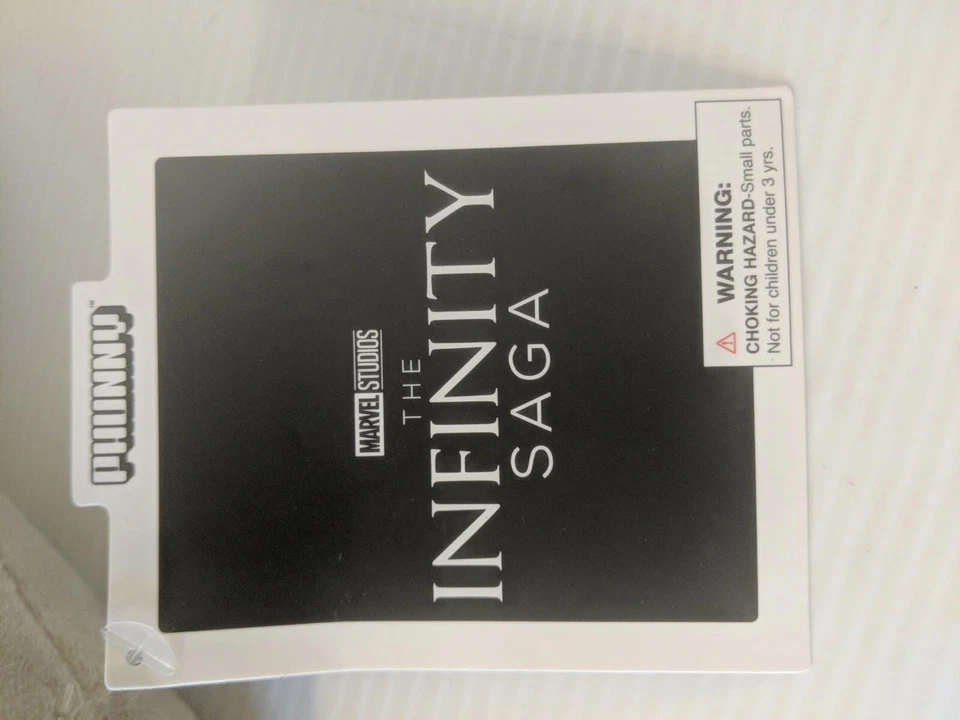 PHUNNY™
MARVEL STUDIOS
THE
INFINITY
SAGA
WARNING:
CHOKING HAZARD-Small parts.
Not for children under 3 yrs.